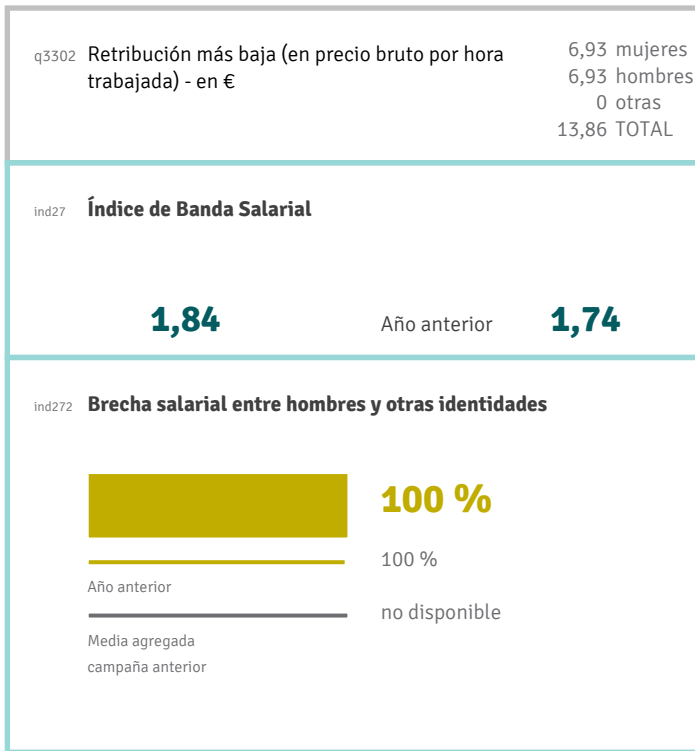 q3302 Retribución más baja (en precio bruto por hora
trabajada) - en €
6,93 mujeres
6,93 hombres
0 otras
13,86 TOTAL
ind27 Índice de Banda Salarial
1,84 Año anterior 1,74
ind272 Brecha salarial entre hombres y otras identidades
100 %
100 %
Año anterior
no disponible
Media agregada
campaña anterior